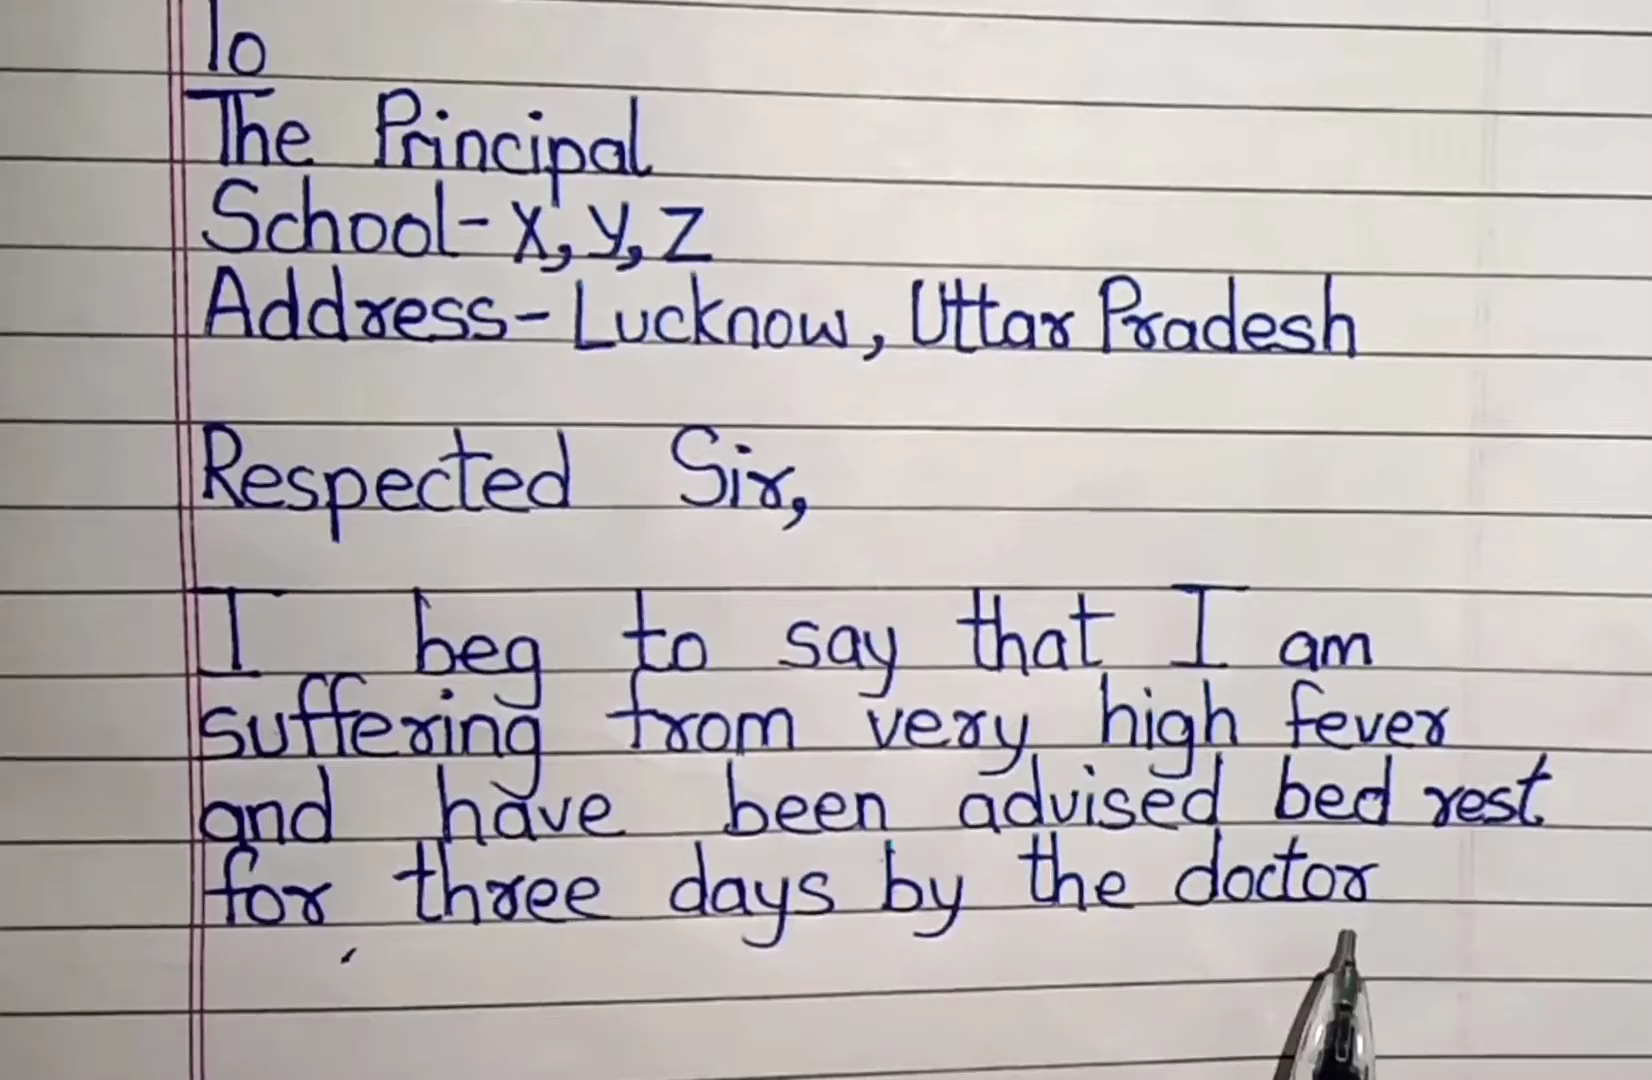 To
The Principal
School-X, Y, Z
Address-Lucknow, Uttar Pradesh
Respected Sir,
I beg to say that I am
suffering from very high fever
and have been advised bed rest
for three days by the doctor